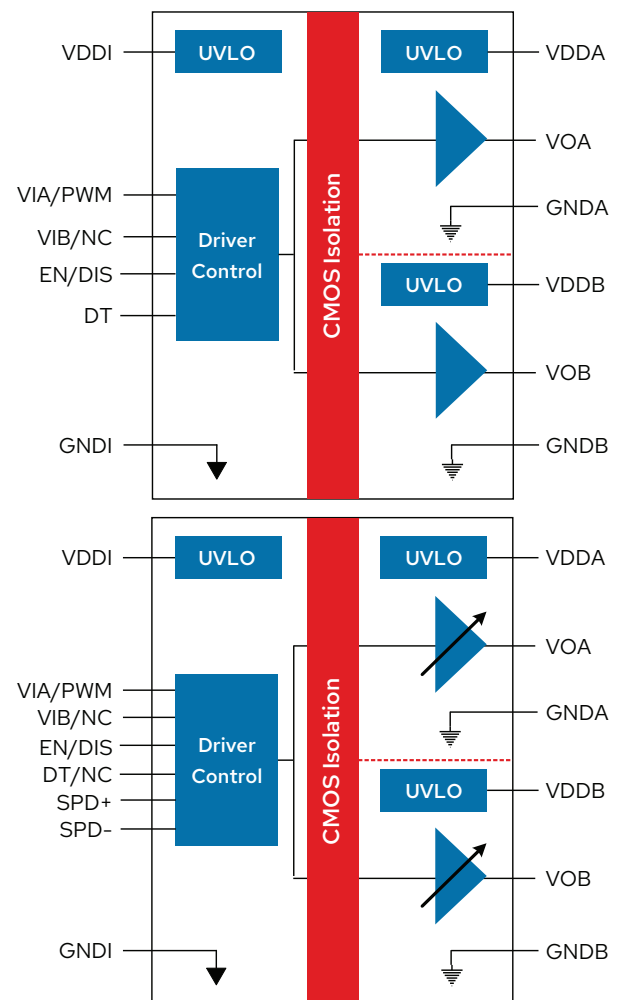 VDDI
UVLO
UVLO
VDDA
VOA
VIA/PWM
GNDA
VIB/NC
Driver
Control
CMOS Isolation
EN/DIS
UVLO
VDDB
DT
VOB
GNDI
GNDB
VDDI
UVLO
UVLO
VDDA
VOA
VIA/PWM
GNDA
VIB/NC
EN/DIS
Driver
Control
CMOS Isolation
DT/NC
UVLO
VDDB
SPD+
SPD-
VOB
GNDI
GNDB